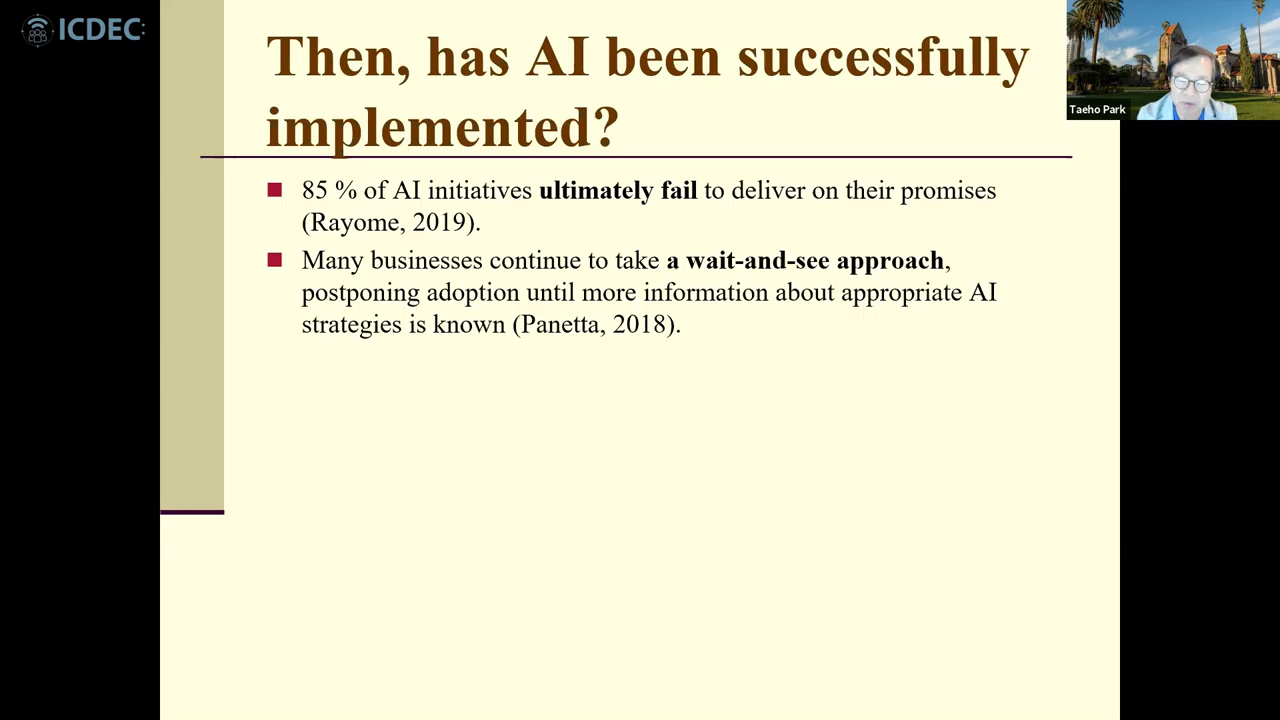 ICDEC:
Then, has AI been successfully
implemented?
Taeho Park
85 % of AI initiatives ultimately fail to deliver on their promises
(Rayome, 2019).
Many businesses continue to take a wait-and-see approach,
postponing adoption until more information about appropriate AI
strategies is known (Panetta, 2018).